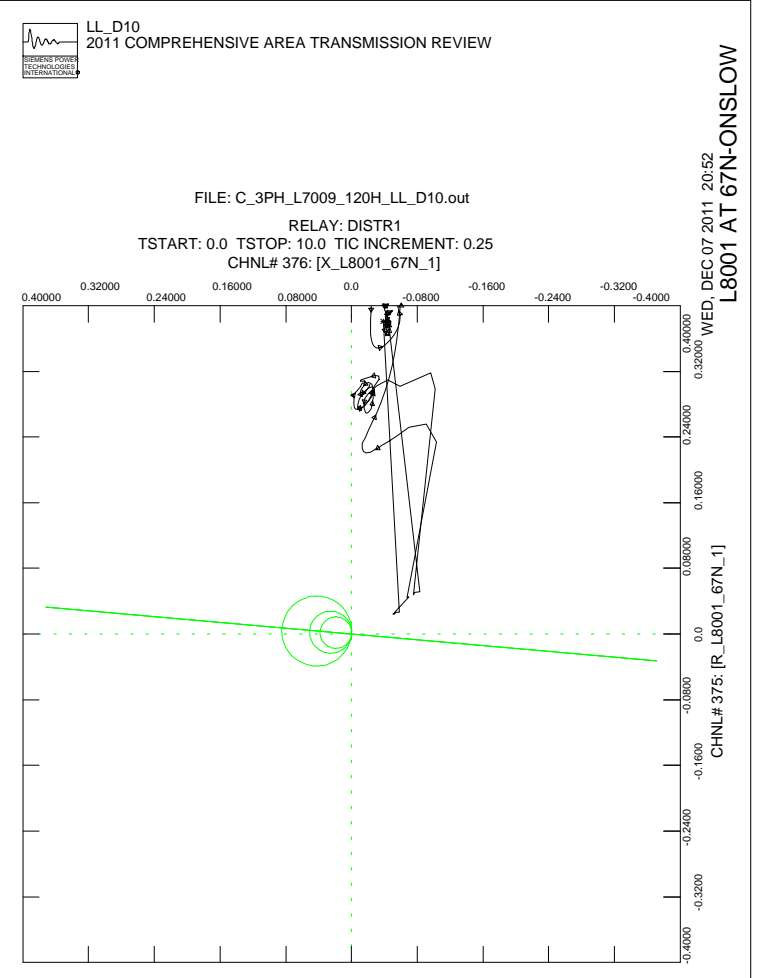 LL_D10
2011 COMPREHENSIVE AREA TRANSMISSION REVIEW
SIEMENS POWER
TECHNOLOGIES
INTERNATIONAL
FILE: C_3PH_L7009_120H_LL_D10.out
RELAY: DISTR1
TSTART: 0.0 TSTOP: 10.0 TIC INCREMENT: 0.25
CHNL# 376: [X_L8001_67N_1]
0.40000 0.32000 0.24000 0.16000 0.08000 0.0 -0.0800 -0.1600 -0.2400 -0.3200 -0.4000
WED, DEC 07 2011 20:52
L8001 AT 67N-ONSLOW
CHNL# 375: [R_L8001_67N_1]
-0.4000 -0.3200 -0.2400 -0.1600 -0.0800 0.0 0.08000 0.16000 0.24000 0.32000 0.40000